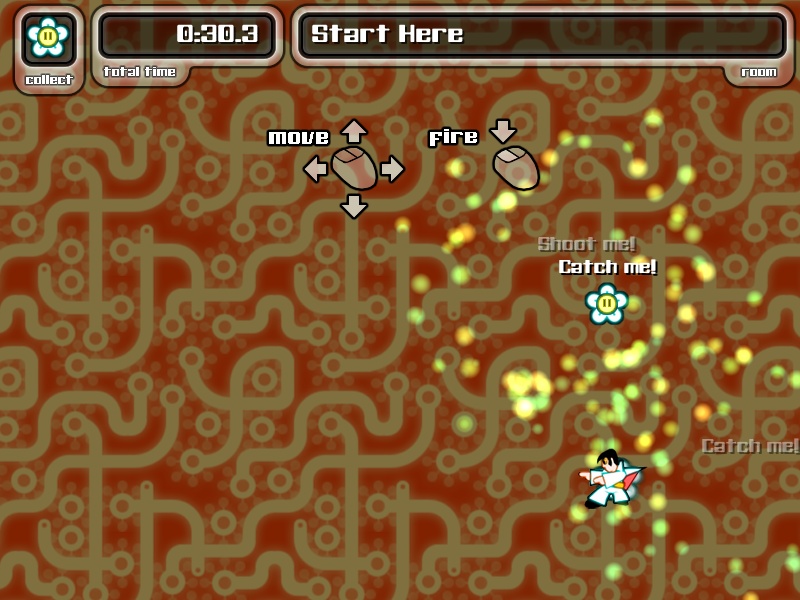 0:30.3
Start Here
collect
total time
room
move
fire
Shoot me!
Catch me!
Catch me!